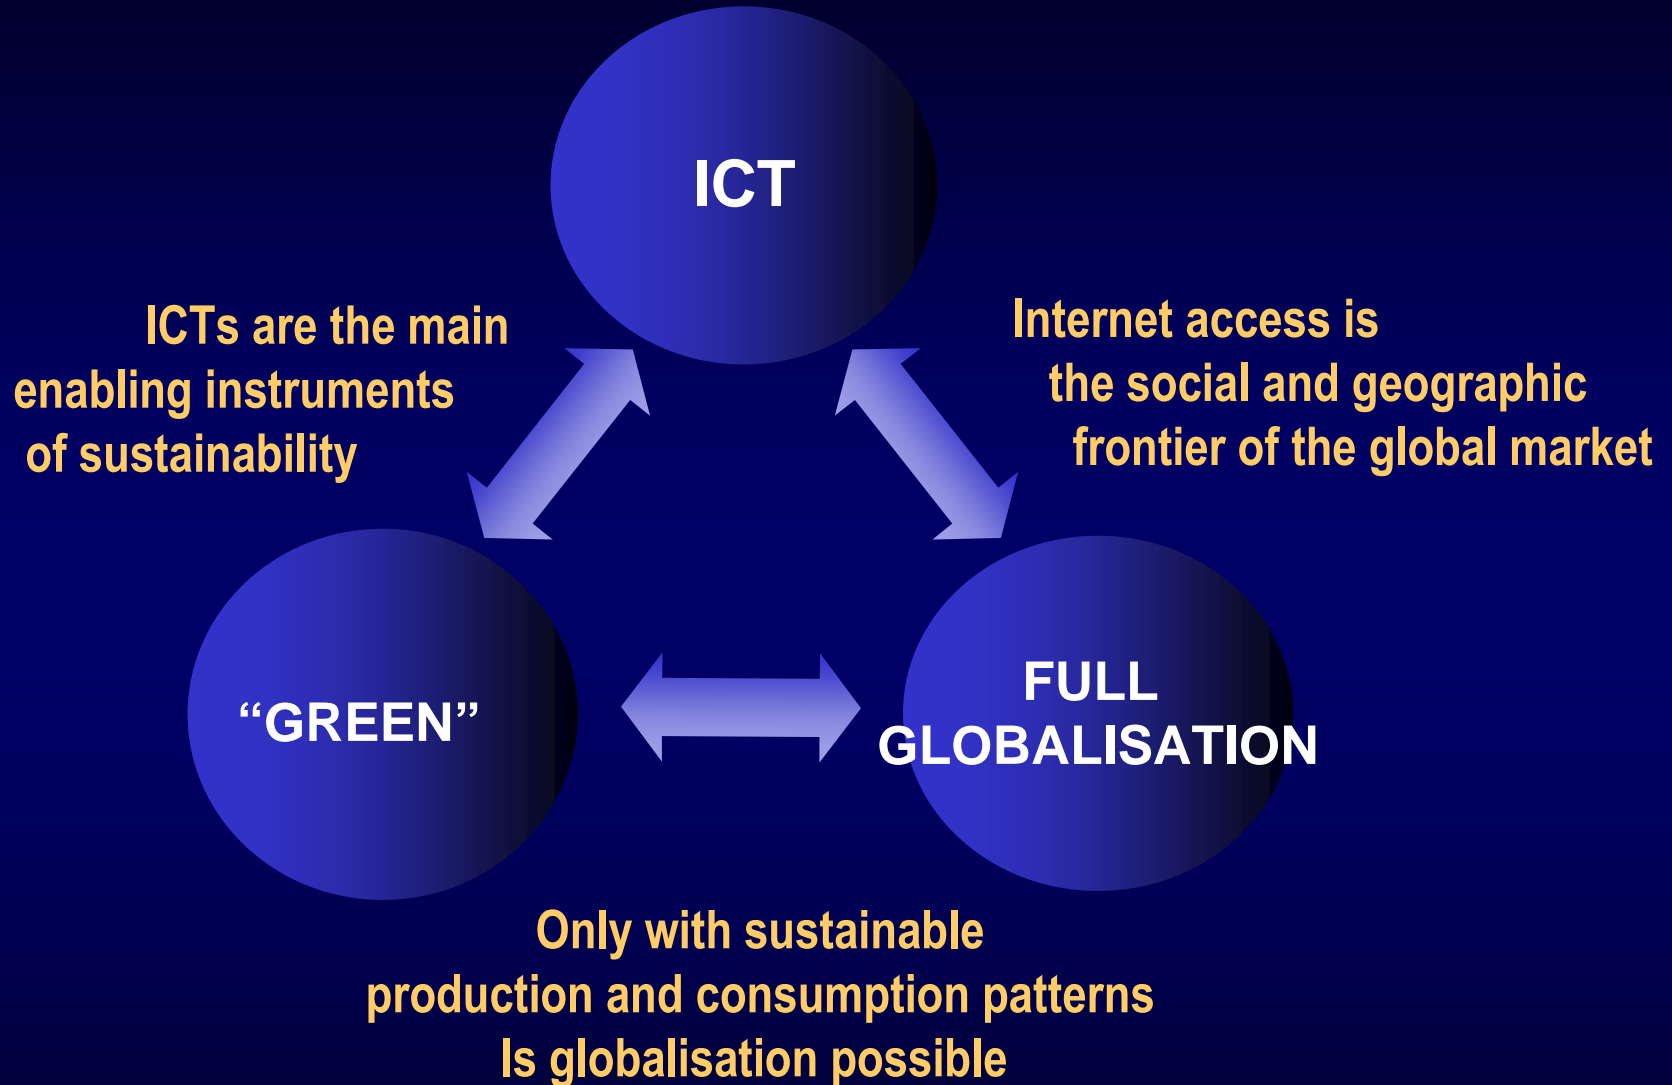 ICT
ICTs are the main
enabling instruments
of sustainability
Internet access is
the social and geographic
frontier of the global market
“GREEN”
FULL
GLOBALISATION
Only with sustainable
production and consumption patterns
Is globalisation possible